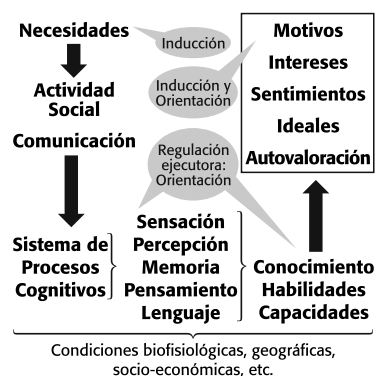 Necesidades
Inducción
Motivos
Intereses
Sentimientos
Ideales
Autovaloración
Actividad
Social
Inducción y
Orientación
Comunicación
Regulación
ejecutora:
Orientación
Sistema de
Procesos
Cognitivos
Sensación
Percepción
Memoria
Pensamiento
Lenguaje
Conocimiento
Habilidades
Capacidades
Condiciones biofisiológicas, geográficas,
socio-económicas, etc.